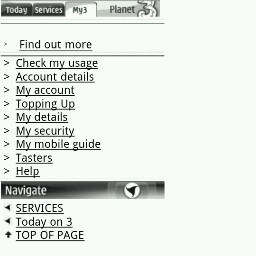 Today Services My3 Planet 3
> Find out more
> Check my usage
> Account details
> My account
> Topping Up
> My details
> My security
> My mobile guide
> Tasters
> Help
Navigate
SERVICES
Today on 3
TOP OF PAGE